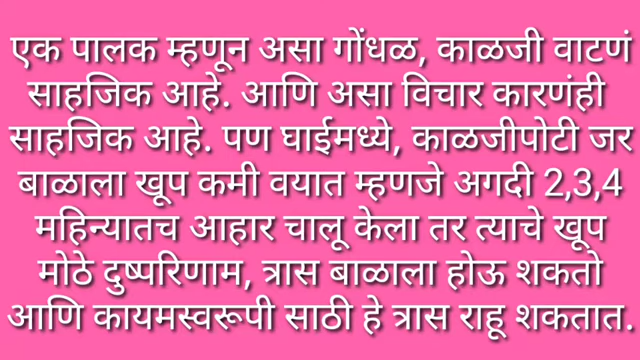 एक पालक म्हणून असा गोंधळ, काळजी वाटणं
साहजिक आहे. आणि असा विचार कारणंही
साहजिक आहे. पण घाईमध्ये, काळजीपोटी जर
बाळाला खूप कमी वयात म्हणजे अगदी 2,3,4
महिन्यातच आहार चालू केला तर त्याचे खूप
मोठे दुष्परिणाम, त्रास बाळाला होऊ शकतो
आणि कायमस्वरूपी साठी हे त्रास राहू शकतात.